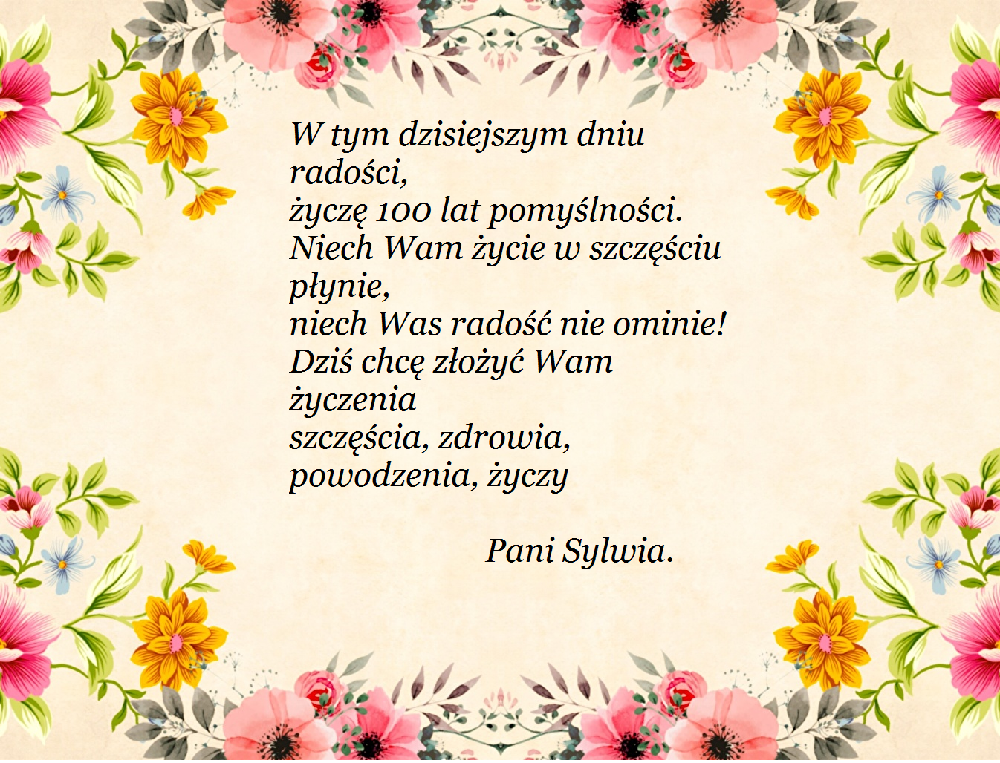 W tym dzisiejszym dniu
radości,
życzę 100 lat pomyślności.
Niech Wam życie w szczęściu
płynie,
niech Was radość nie ominie!
Dziś chcę złożyć Wam
życzenia
szczęścia, zdrowia,
powodzenia, życzy
Pani Sylwia.